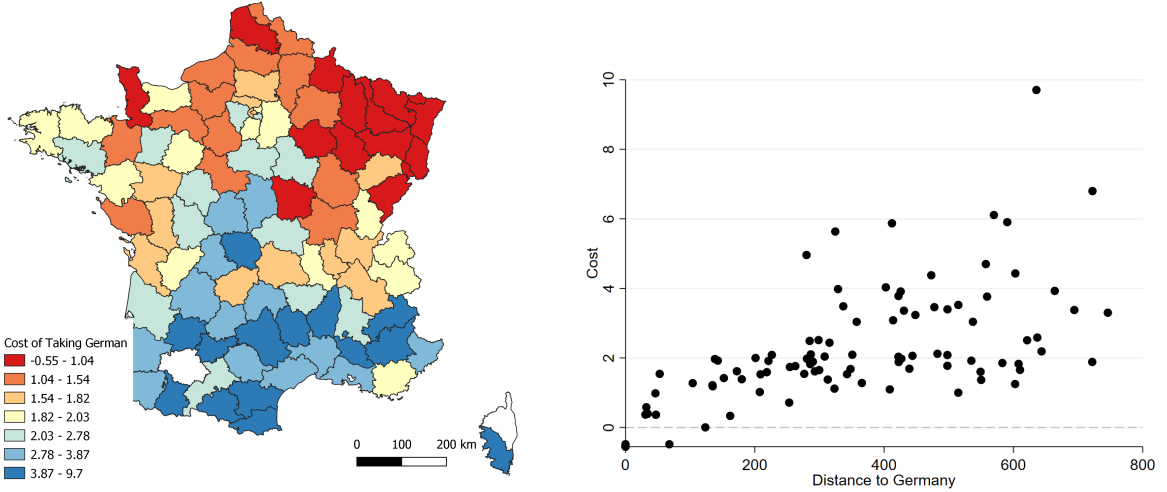 Cost of Taking German
-0.55 - 1.04
1.04 - 1.54
1.54 - 1.82
1.82 - 2.03
2.03 - 2.78
2.78 - 3.87
3.87 - 9.7
0 100 200 km
Cost
10
8
6
4
2
0
0 200 400 600 800
Distance to Germany